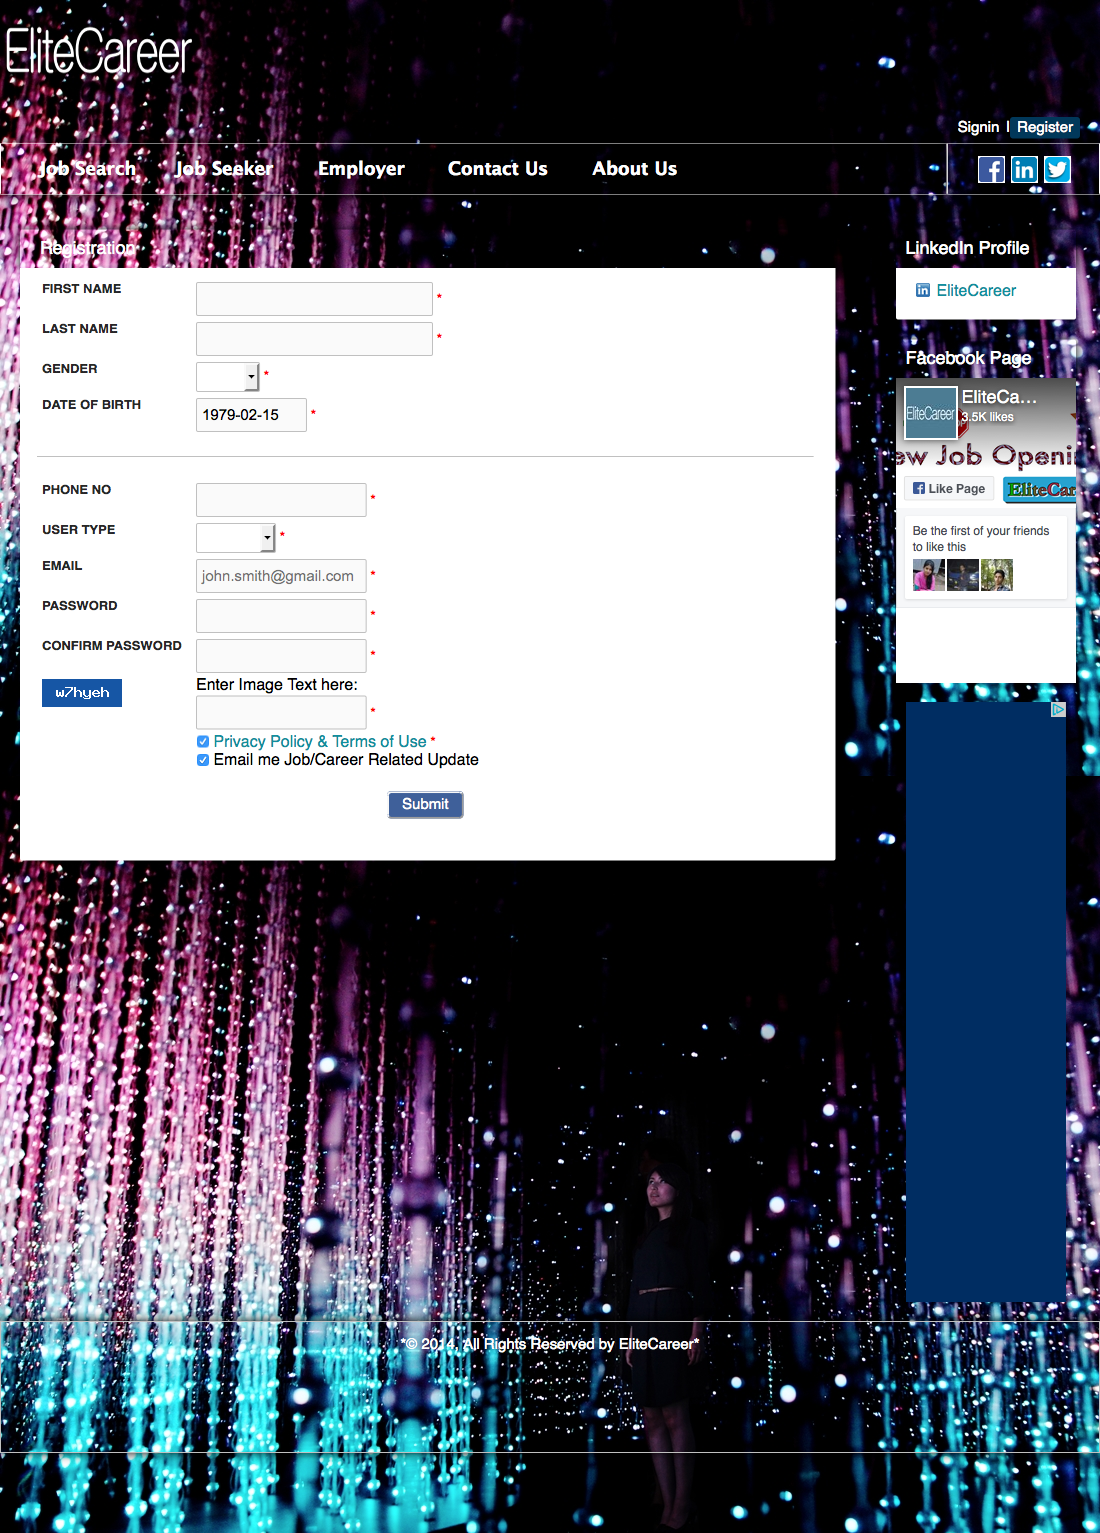 EliteCareer
Signin | Register
Job Search Job Seeker Employer Contact Us About Us
Registration
FIRST NAME *
LAST NAME *
GENDER *
DATE OF BIRTH 1979-02-15 *
PHONE NO *
USER TYPE *
EMAIL john.smith@gmail.com *
PASSWORD *
CONFIRM PASSWORD *
w7hyeh Enter Image Text here:
*
Privacy Policy & Terms of Use *
Email me Job/Career Related Update
Submit
LinkedIn Profile
in EliteCareer
Facebook Page
EliteCareer EliteCa...
3.5K likes
ew Job Openi
Like Page EliteCar
Be the first of your friends
to like this
*© 2014, All Rights Reserved by EliteCareer*